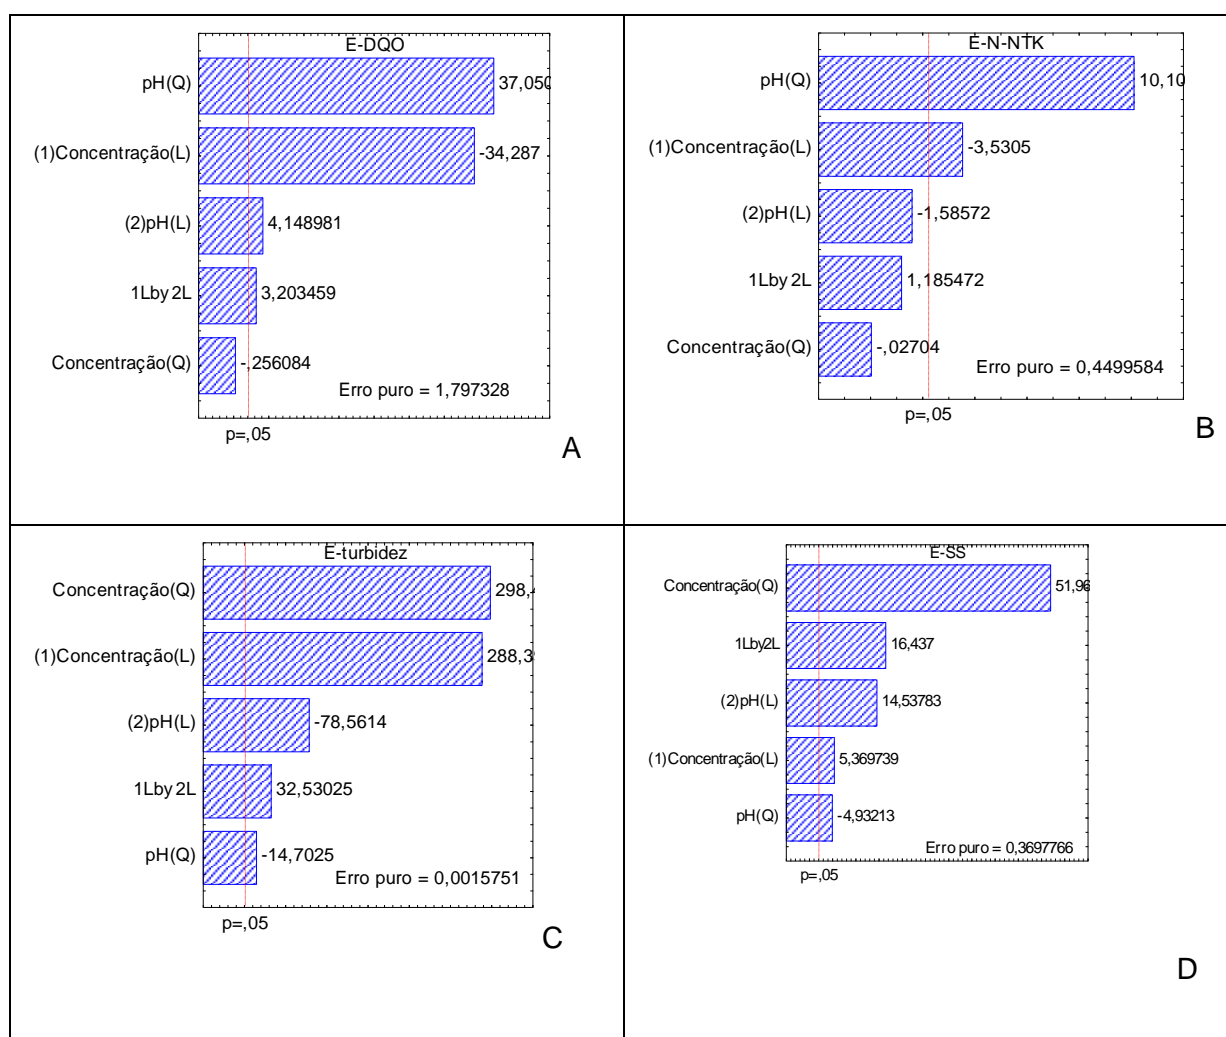 E-DQO
pH(Q)
37,050
(1)Concentração(L)
-34,287
(2)pH(L)
4,148981
1Lby2L
3,203459
Concentração(Q)
-,256084
Erro puro = 1,797328
p=,05
A
E-N-NTK
pH(Q)
10,10
(1)Concentração(L)
-3,5305
(2)pH(L)
-1,58572
1Lby2L
1,185472
Concentração(Q)
-,02704
Erro puro = 0,4499584
p=,05
B
E-turbidez
Concentração(Q)
298,
(1)Concentração(L)
288,3
(2)pH(L)
-78,5614
1Lby2L
32,53025
pH(Q)
-14,7025
Erro puro = 0,0015751
p=,05
C
E-SS
Concentração(Q)
51,96
1Lby2L
16,437
(2)pH(L)
14,53783
(1)Concentração(L)
5,369739
pH(Q)
-4,93213
Erro puro = 0,3697766
p=,05
D